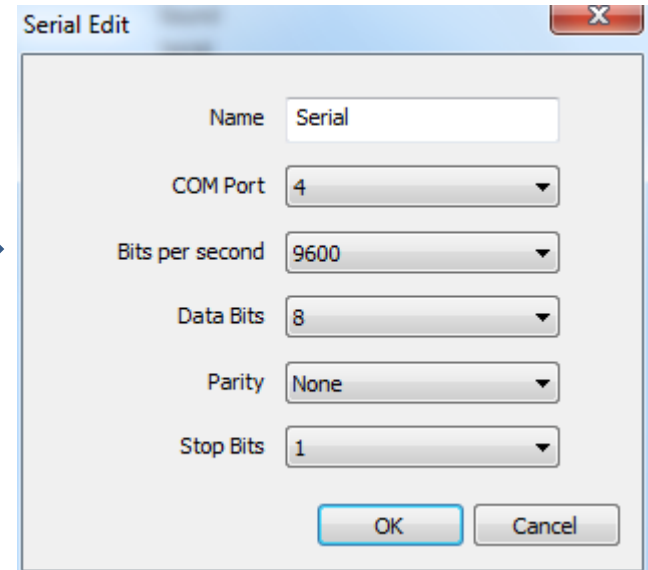 Serial Edit
Name Serial
COM Port 4
Bits per second 9600
Data Bits 8
Parity None
Stop Bits 1
OK Cancel